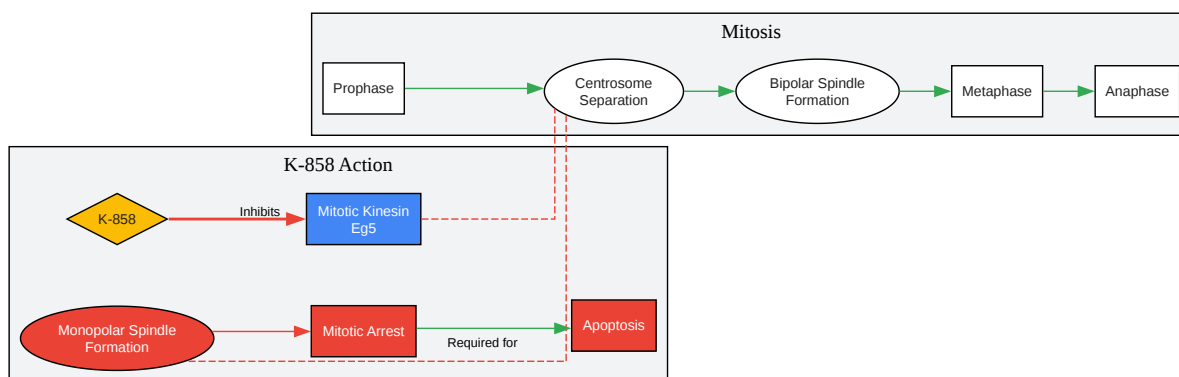 Mitosis
Prophase
Centrosome
Separation
Bipolar Spindle
Formation
Metaphase
Anaphase
K-858 Action
K-858
Inhibits
Mitotic Kinesin
Eg5
Monopolar Spindle
Formation
Mitotic Arrest
Required for
Apoptosis